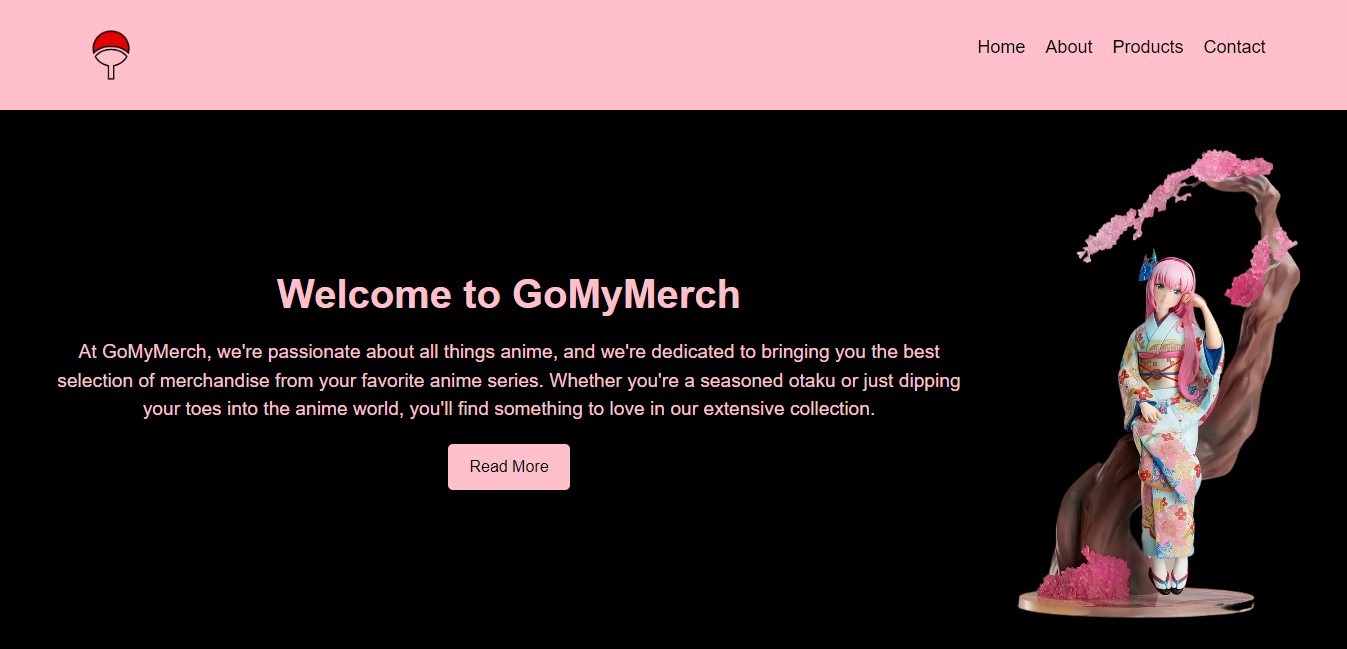 Home About Products Contact
Welcome to GoMyMerch
At GoMyMerch, we're passionate about all things anime, and we're dedicated to bringing you the best
selection of merchandise from your favorite anime series. Whether you're a seasoned otaku or just dipping
your toes into the anime world, you'll find something to love in our extensive collection.
Read More